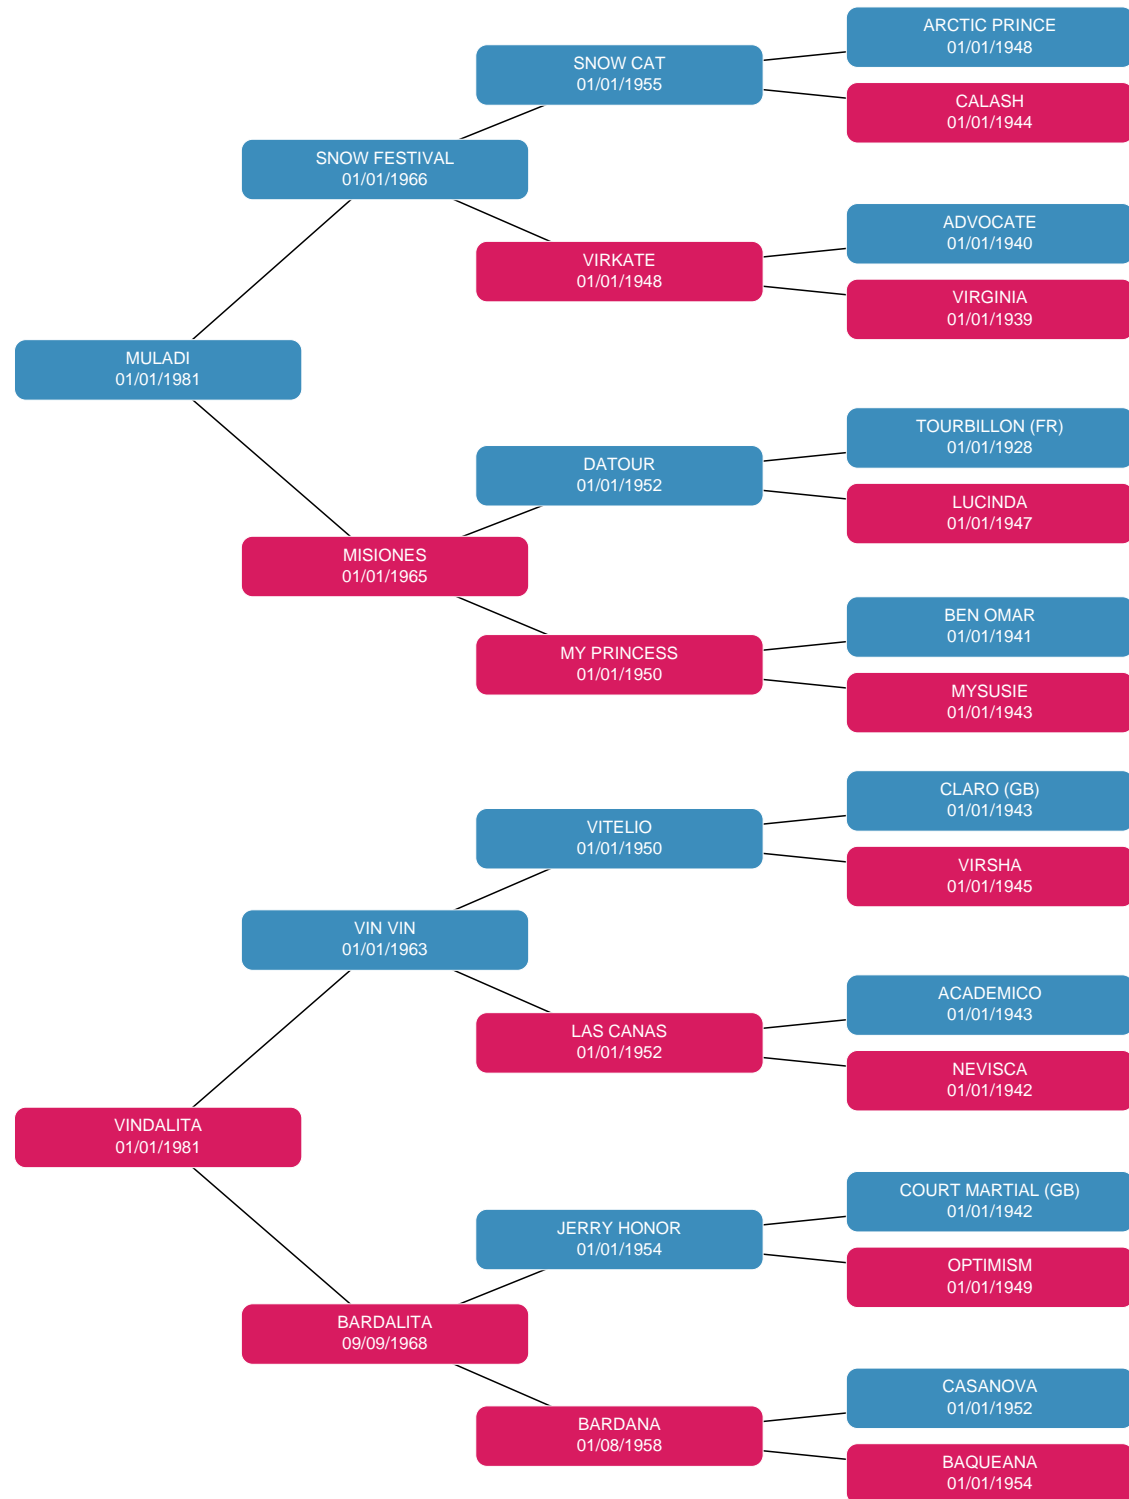 ARCTIC PRINCE
01/01/1948
SNOW CAT
01/01/1955
CALASH
01/01/1944
SNOW FESTIVAL
01/01/1966
ADVOCATE
01/01/1940
VIRKATE
01/01/1948
VIRGINIA
01/01/1939
MULADI
01/01/1981
TOURBILLON (FR)
01/01/1928
DATOUR
01/01/1952
LUCINDA
01/01/1947
MISIONES
01/01/1965
BEN OMAR
01/01/1941
MY PRINCESS
01/01/1950
MYSUSIE
01/01/1943
CLARO (GB)
01/01/1943
VITELIO
01/01/1950
VIRSHA
01/01/1945
VIN VIN
01/01/1963
ACADEMICO
01/01/1943
LAS CANAS
01/01/1952
NEVISCA
01/01/1942
VINDALITA
01/01/1981
COURT MARTIAL (GB)
01/01/1942
JERRY HONOR
01/01/1954
OPTIMISM
01/01/1949
BARDALITA
09/09/1968
CASANOVA
01/01/1952
BARDANA
01/08/1958
BAQUEANA
01/01/1954